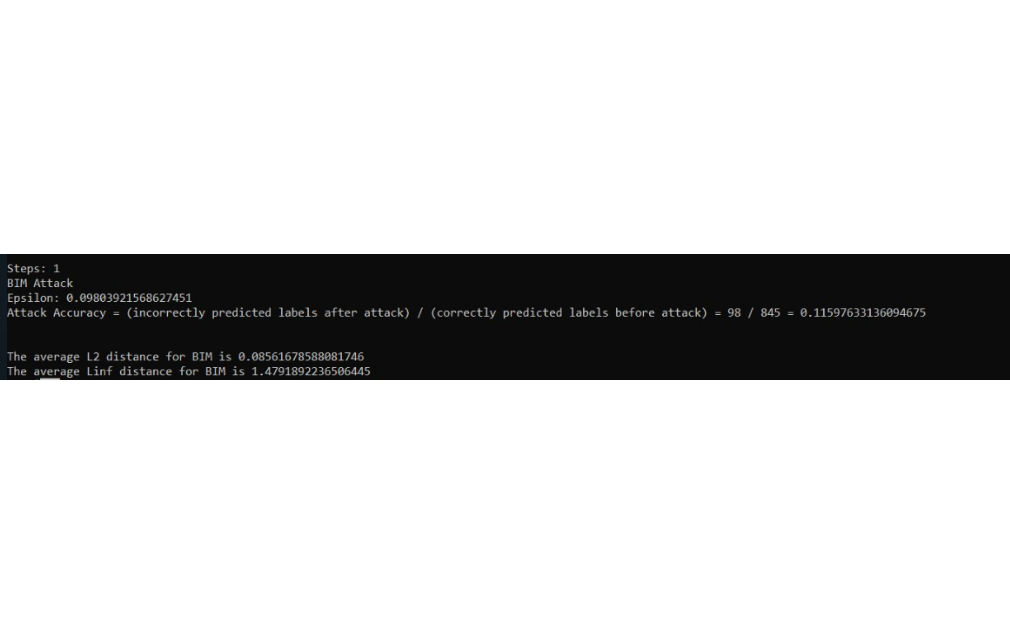 Steps: 1
BIM Attack
Epsilon: 0.09803921568627451
Attack Accuracy = (incorrectly predicted labels after attack) / (correctly predicted labels before attack) = 98 / 845 = 0.11597633136094675
The average L2 distance for BIM is 0.08561678588081746
The average Linf distance for BIM is 1.4791892236506445